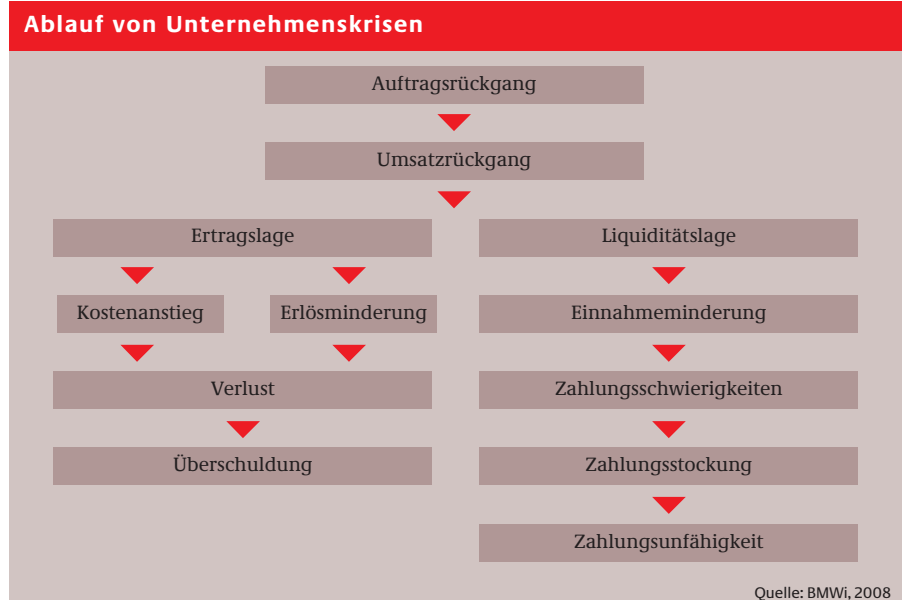 Ablauf von Unternehmenskrisen
Auftragsrückgang
Umsatzrückgang
Ertragslage
Liquiditätslage
Kostenanstieg
Erlösminderung
Einnahmeminderung
Verlust
Zahlungsschwierigkeiten
Überschuldung
Zahlungsstockung
Zahlungsunfähigkeit
Quelle: BMWi, 2008